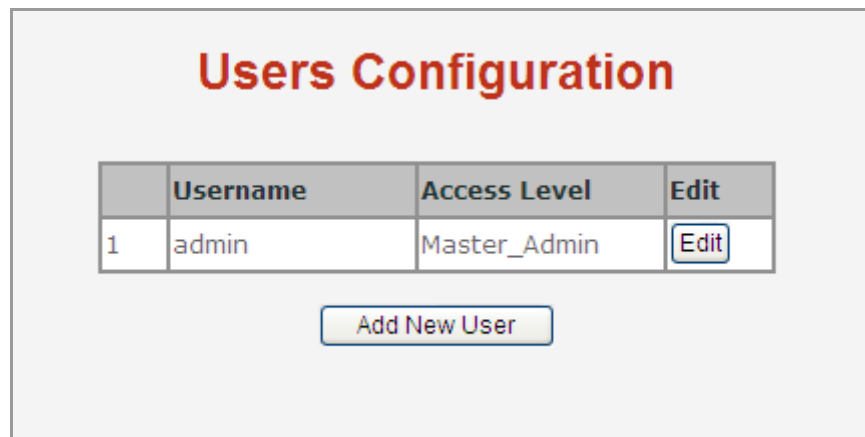 Users Configuration
Username Access Level Edit
1 admin Master_Admin Edit
Add New User